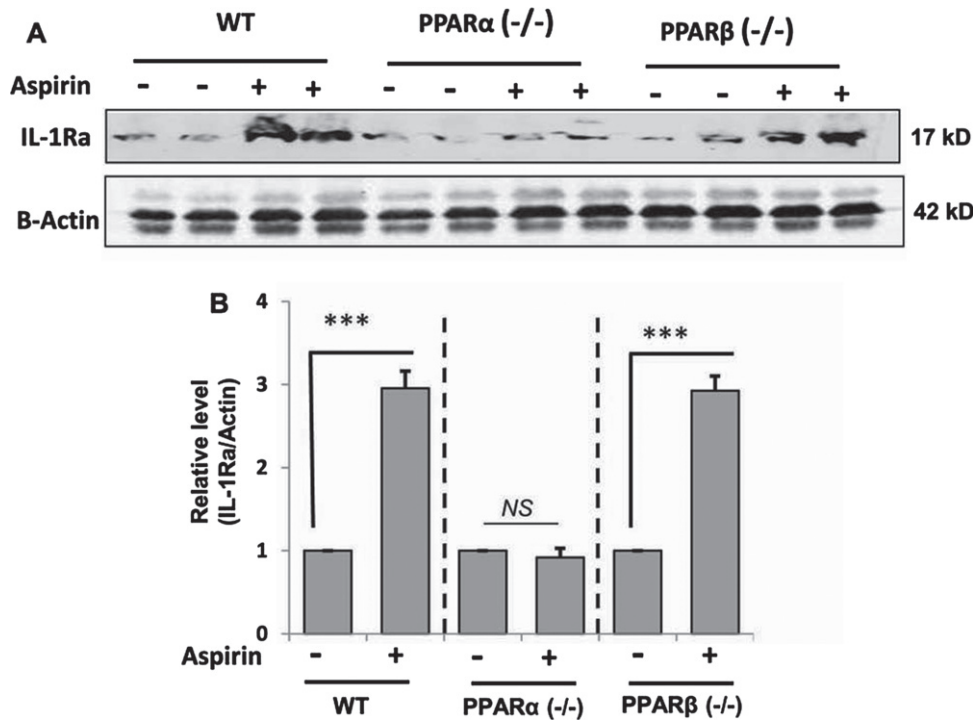 A
WT
PPARα (-/-)
PPARβ (-/-)
Aspirin - - + + - - + + - - + +
IL-1Ra
17 kD
B-Actin
42 kD
B
Relative level
(IL-1Ra/Actin)
4
3
2
1
0
***
NS
***
Aspirin - + - + - +
WT
PPARα (-/-)
PPARβ (-/-)